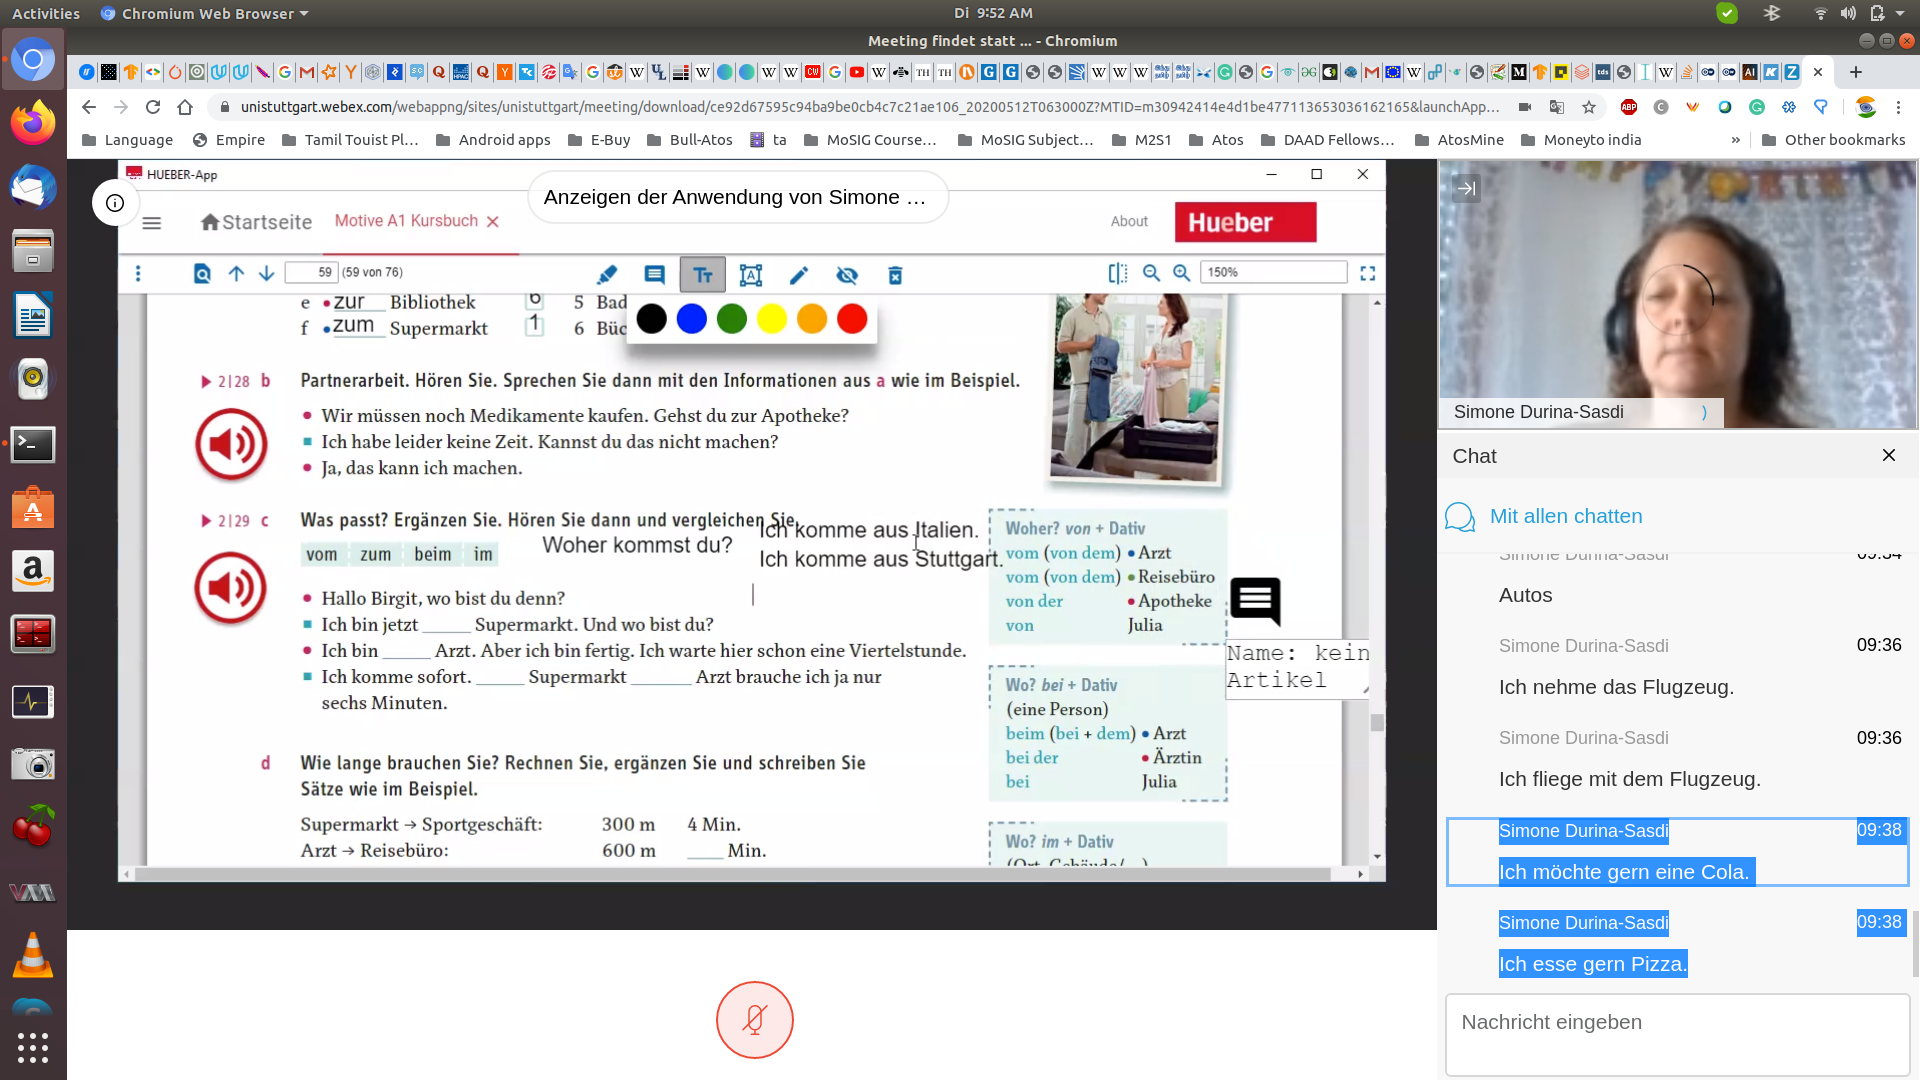 Activities
Chromium Web Browser
Di 9:52 AM
Meeting findet statt ... - Chromium
unistuttgart.webex.com/webappng/sites/unistuttgart/meeting/download/ce92d67595c94ba9be0cb4c7c21ae106_20200512T063000Z?MTID=m30942414e4d1be477113653036162165&launchApp...
Language
Empire
Tamil Touist Pl...
Android apps
E-Buy
Bull-Atos
ta
MoSIG Course...
MoSIG Subject...
M2S1
Atos
DAAD Fellows...
AtosMine
Moneyto india
»
Other bookmarks
HUEBER-App
Anzeigen der Anwendung von Simone ...
Startseite
Motive A1 Kursbuch
About
Hueber
59 (59 von 76)
150%
e • zur Bibliothek 6 5 Bad
f • zum Supermarkt 1 6 Büc
2|28 b Partnerarbeit. Hören Sie. Sprechen Sie dann mit den Informationen aus a wie im Beispiel.
Wir müssen noch Medikamente kaufen. Gehst du zur Apotheke?
Ich habe leider keine Zeit. Kannst du das nicht machen?
Ja, das kann ich machen.
2|29 c Was passt? Ergänzen Sie. Hören Sie dann und vergleichen Sie.
Ich komme aus Italien.
vom zum beim im
Woher kommst du?
Ich komme aus Stuttgart.
Hallo Birgit, wo bist du denn?
Ich bin jetzt _____ Supermarkt. Und wo bist du?
Ich bin _____ Arzt. Aber ich bin fertig. Ich warte hier schon eine Viertelstunde.
Ich komme sofort. _____ Supermarkt ______ Arzt brauche ich ja nur
sechs Minuten.
d Wie lange brauchen Sie? Rechnen Sie, ergänzen Sie und schreiben Sie
Sätze wie im Beispiel.
Supermarkt → Sportgeschäft: 300 m 4 Min.
Arzt → Reisebüro: 600 m ____ Min.
Woher? von + Dativ
vom (von dem) • Arzt
vom (von dem) • Reisebüro
von der • Apotheke
von Julia
Name: kein
Artikel
Wo? bei + Dativ
(eine Person)
beim (bei + dem) • Arzt
bei der • Ärztin
bei Julia
Wo? im + Dativ
Simone Durina-Sasdi
Chat
Mit allen chatten
Simone Durina-Sasdi 09:34
Autos
Simone Durina-Sasdi 09:36
Ich nehme das Flugzeug.
Simone Durina-Sasdi 09:36
Ich fliege mit dem Flugzeug.
Simone Durina-Sasdi 09:38
Ich möchte gern eine Cola.
Simone Durina-Sasdi 09:38
Ich esse gern Pizza.
Nachricht eingeben